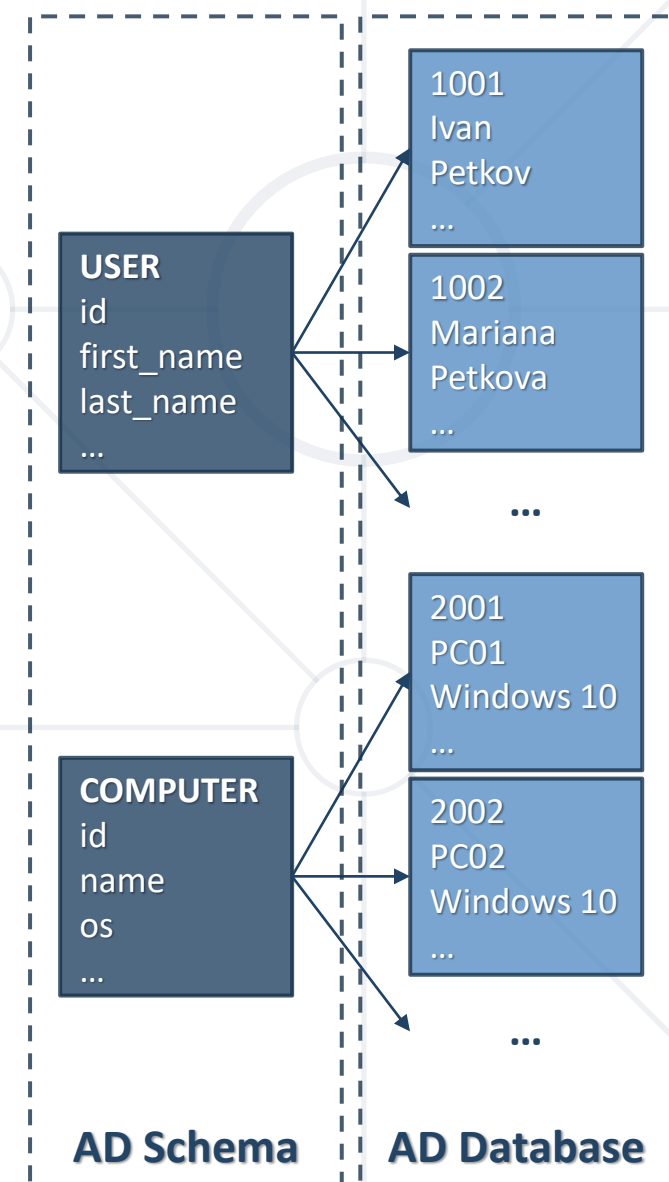 USER
id
first_name
last_name
...
1001
Ivan
Petkov
...
1002
Mariana
Petkova
...
...
COMPUTER
id
name
os
...
2001
PC01
Windows 10
...
2002
PC02
Windows 10
...
...
AD Schema
AD Database